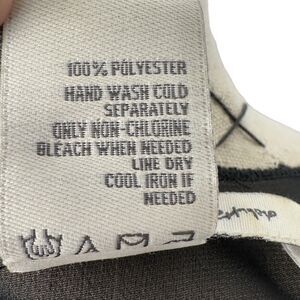 100% POLYESTER
HAND WASH COLD
SEPARATELY
ONLY NON-CHLORINE
BLEACH WHEN NEEDED
LINE DRY
COOL IRON IF
NEEDED